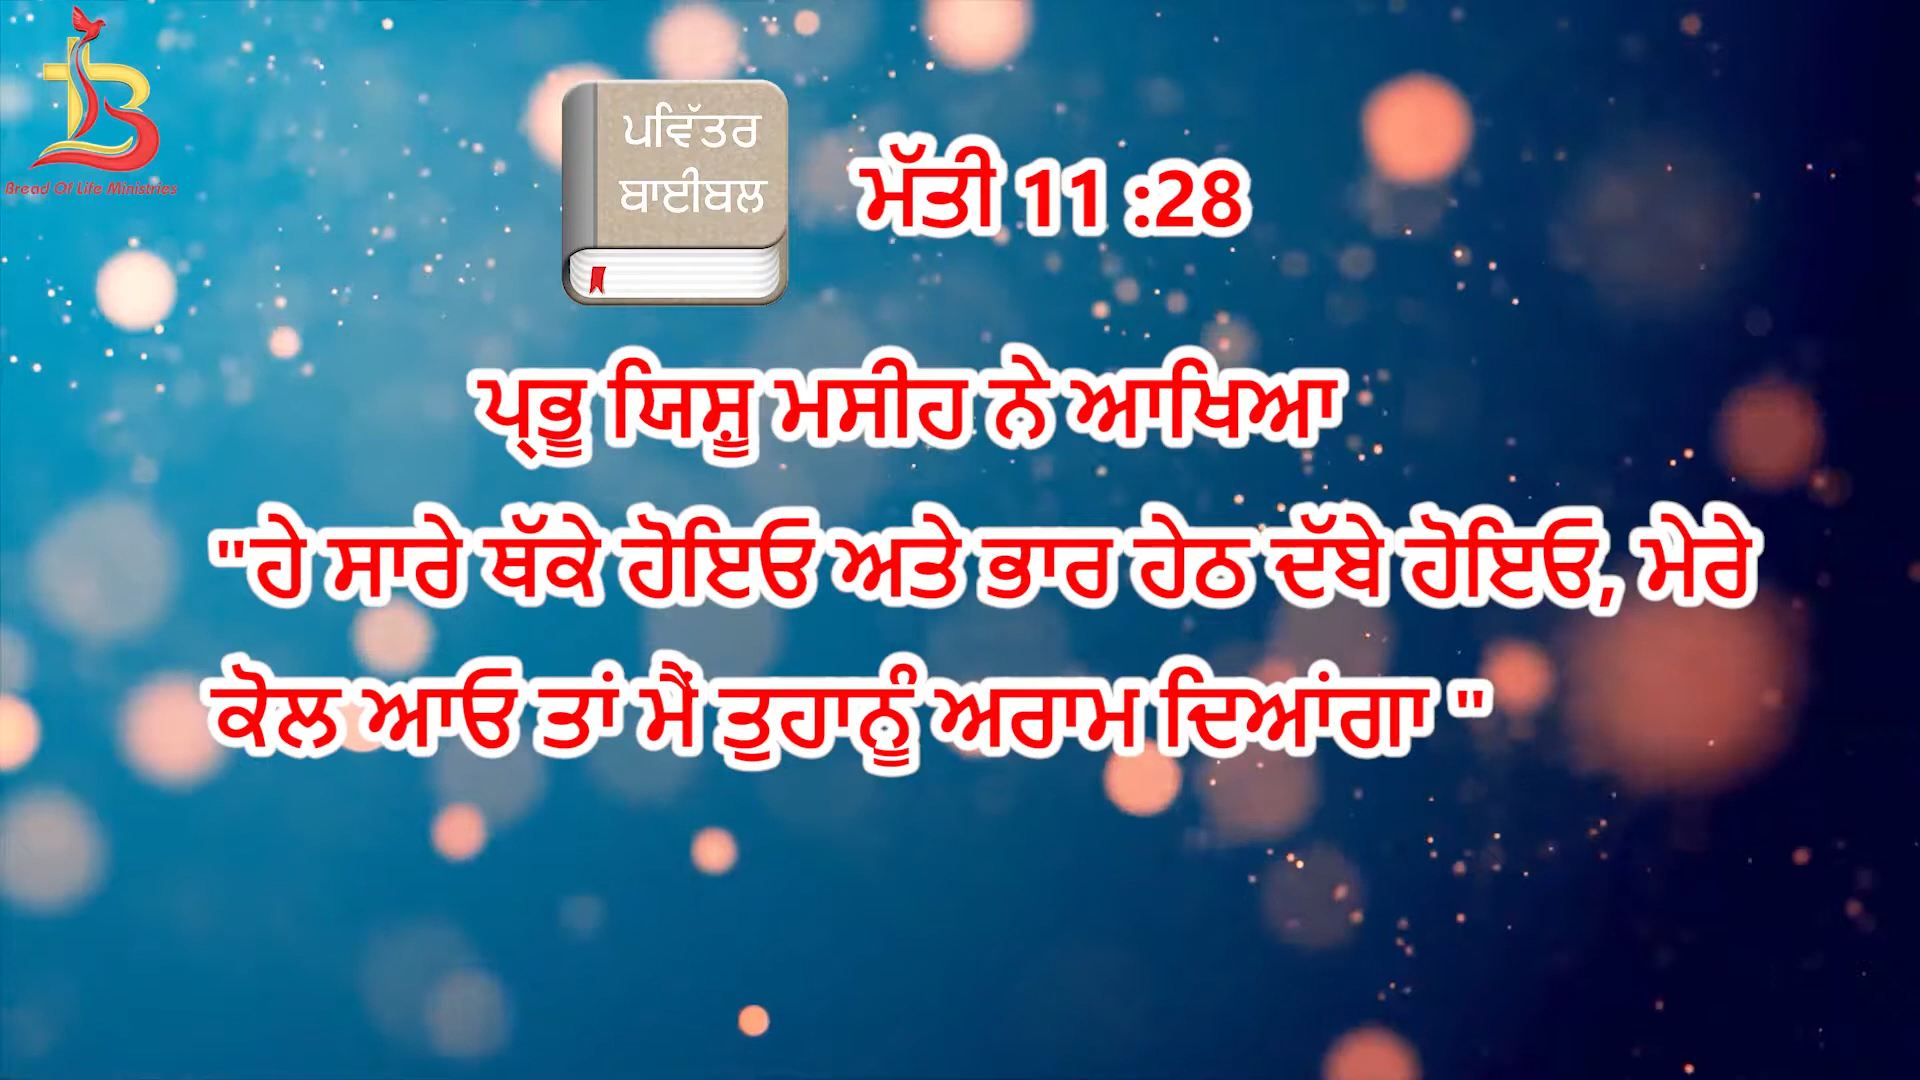 Bread Of Life Ministries
ਪਵਿੱਤਰ
ਬਾਈਬਲ
ਮੱਤੀ 11 :28
ਪ੍ਰਭੂ ਯਿਸ਼ੂ ਮਸੀਹ ਨੇ ਆਖਿਆ
"ਹੇ ਸਾਰੇ ਥੱਕੇ ਹੋਇਓ ਅਤੇ ਭਾਰ ਹੇਠ ਦੱਬੇ ਹੋਇਓ, ਮੇਰੇ
ਕੋਲ ਆਓ ਤਾਂ ਮੈਂ ਤੁਹਾਨੂੰ ਅਰਾਮ ਦਿਆਂਗਾ "